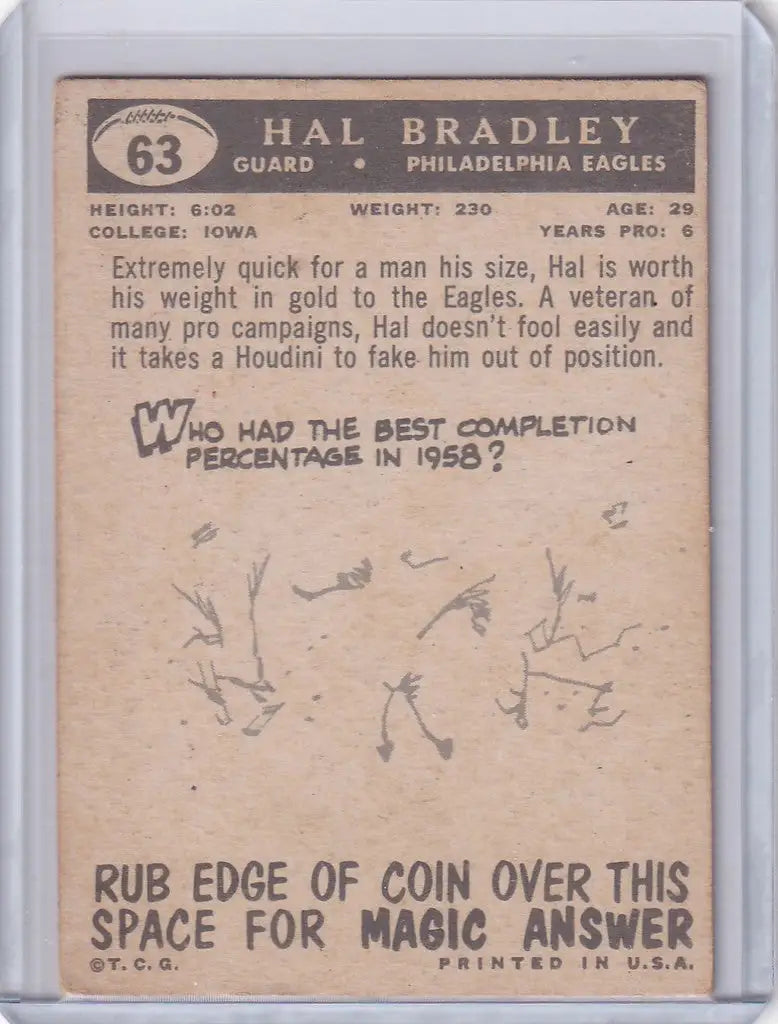 63
HAL BRADLEY
GUARD • PHILADELPHIA EAGLES
HEIGHT: 6:02 WEIGHT: 230 AGE: 29
COLLEGE: IOWA YEARS PRO: 6
Extremely quick for a man his size, Hal is worth
his weight in gold to the Eagles. A veteran of
many pro campaigns, Hal doesn't fool easily and
it takes a Houdini to fake him out of position.
WHO HAD THE BEST COMPLETION
PERCENTAGE IN 1958?
RUB EDGE OF COIN OVER THIS
SPACE FOR MAGIC ANSWER
©T.C.G. PRINTED IN U.S.A.